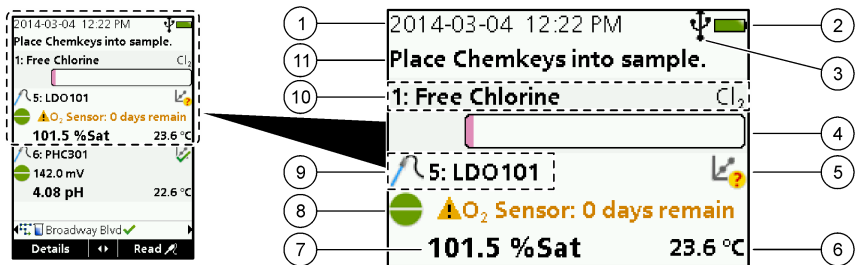 2014-03-04 12:22 PM
Place Chemkeys into sample.
1: Free Chlorine Cl₂
5: LDO101
O₂ Sensor: 0 days remain
101.5 %Sat 23.6 °C
6: PHC301
142.0 mV
4.08 pH 22.6 °C
Broadway Blvd
Details Read
1 2014-03-04 12:22 PM 2
3
11 Place Chemkeys into sample.
10 1: Free Chlorine Cl₂
4
9 5: LDO101 ? 5
8 O₂ Sensor: 0 days remain
7 101.5 %Sat 23.6 °C 6